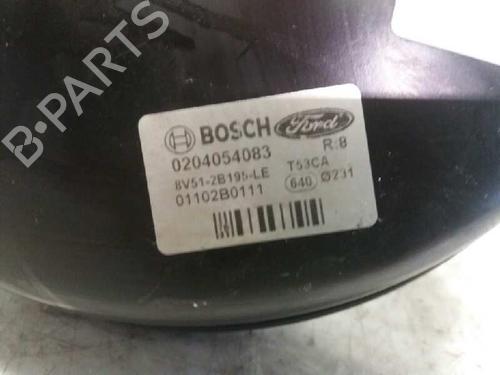 BOSCH Ford
0204054083 R:8
8V51-2B195-LE T53CA
01102B0111 640 Ø231
B-PARTS